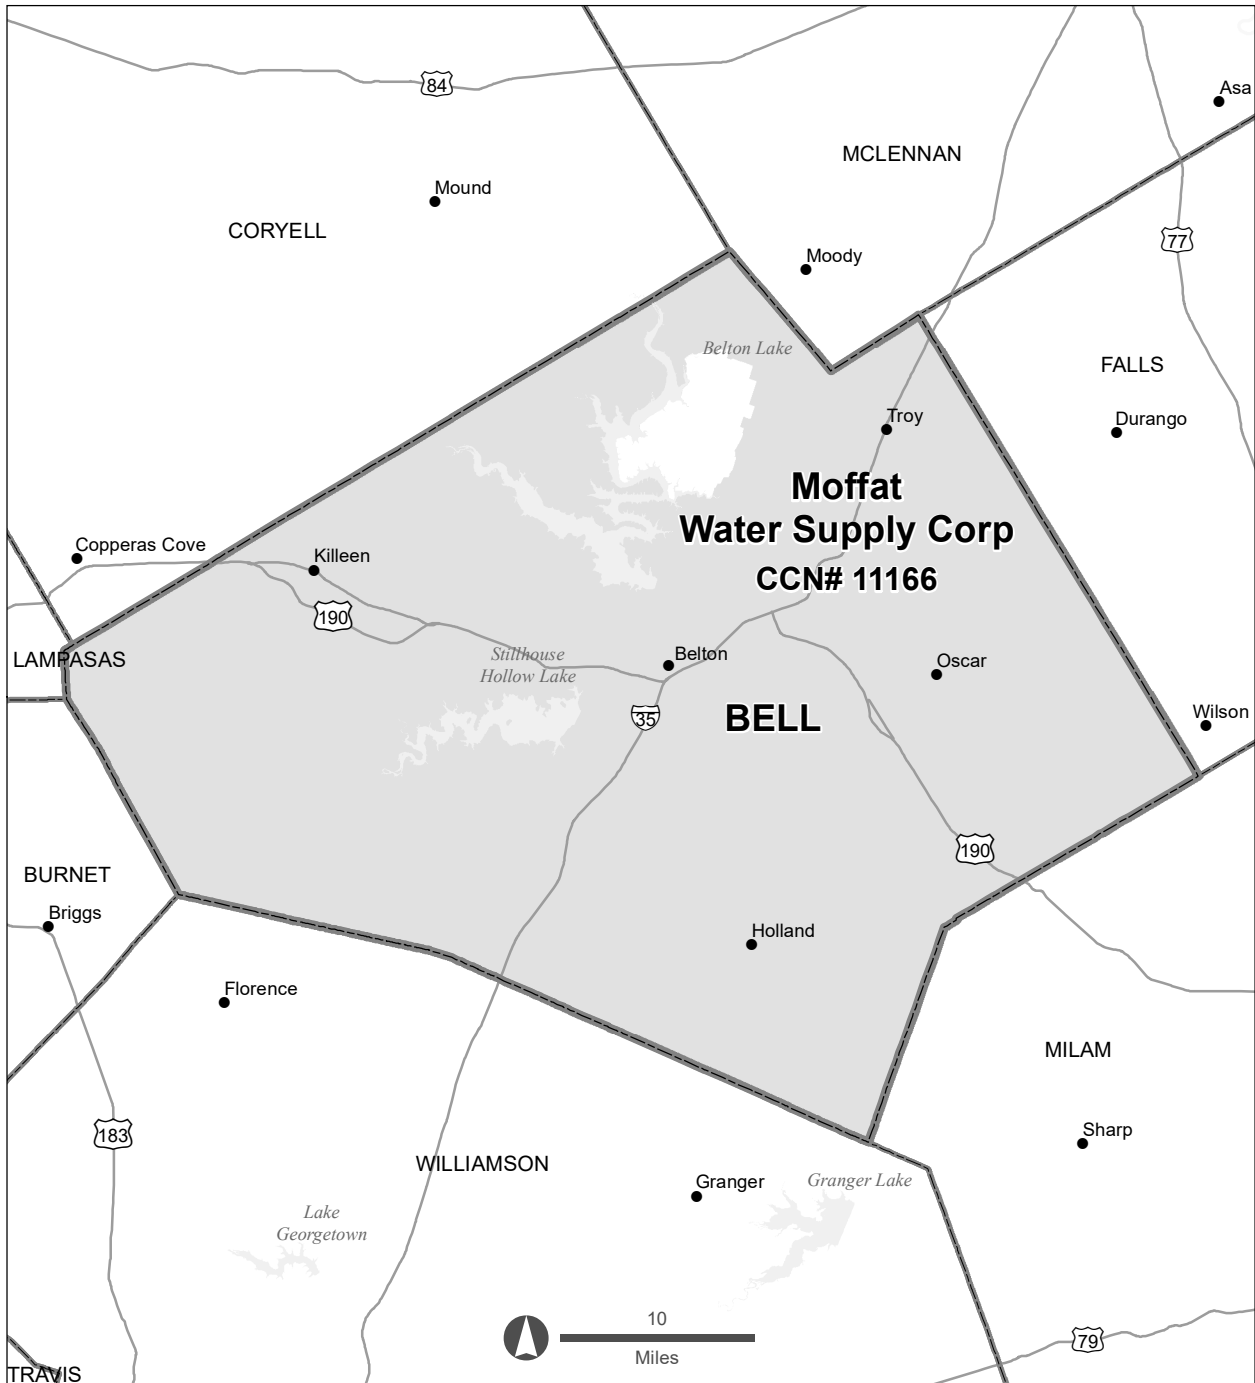 84
Asa
MCLENNAN
Mound
CORYELL
77
Moody
Belton Lake
FALLS
Troy
Durango
Moffat
Water Supply Corp
CCN# 11166
Copperas Cove
Killeen
190
Stillhouse
Hollow Lake
Belton
LAMPASAS
Oscar
35
BELL
Wilson
190
BURNET
Briggs
Holland
Florence
MILAM
183
Sharp
WILLIAMSON
Granger
Granger Lake
Lake
Georgetown
10
Miles
79
TRAVIS